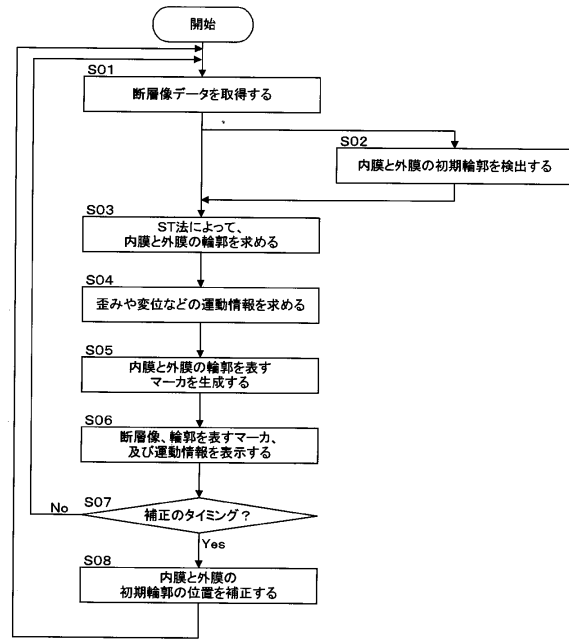 開始
S01
断層像データを取得する
S02
内膜と外膜の初期輪郭を検出する
S03
ST法によって、
内膜と外膜の輪郭を求める
S04
歪みや変位などの運動情報を求める
S05
内膜と外膜の輪郭を表す
マーカを生成する
S06
断層像、輪郭を表すマーカ、
及び運動情報を表示する
No
S07
補正のタイミング？
Yes
S08
内膜と外膜の
初期輪郭の位置を補正する